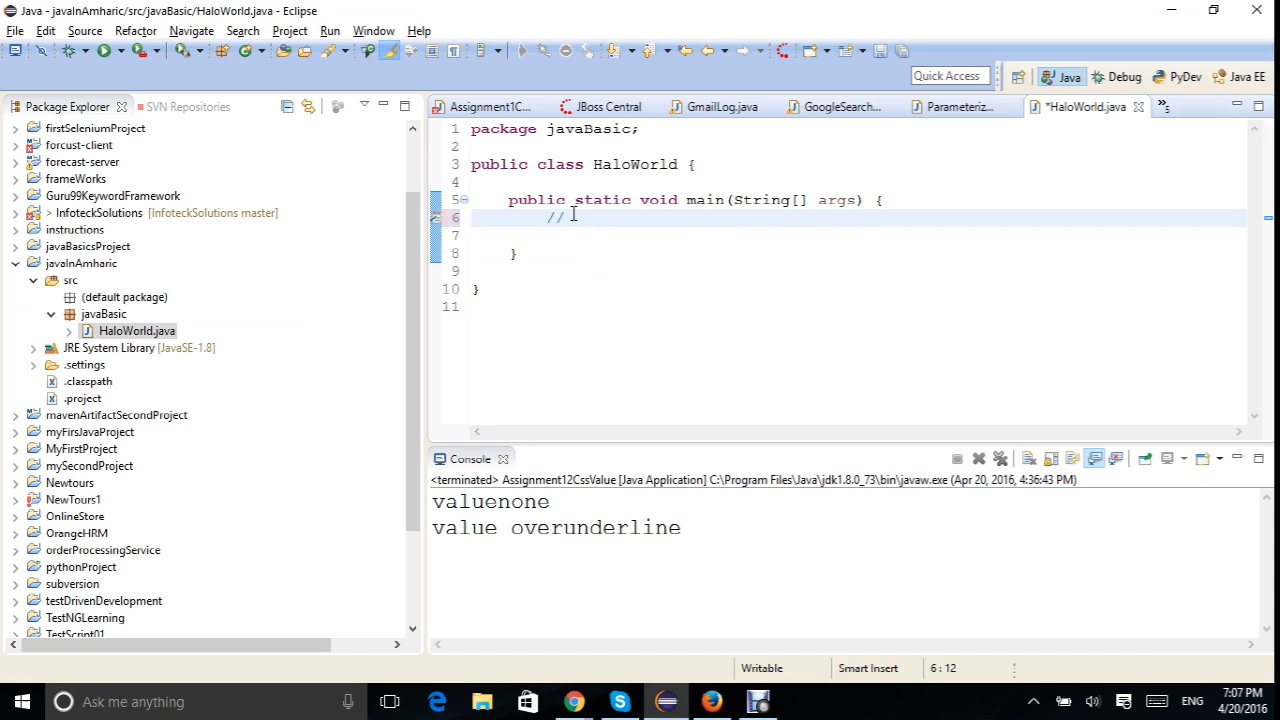 Java - javaInAmharic/src/javaBasic/HaloWorld.java - Eclipse
File Edit Source Refactor Navigate Search Project Run Window Help
Quick Access Java Debug PyDev Java EE
Package Explorer SVN Repositories
firstSeleniumProject
forcust-client
forecast-server
frameWorks
Guru99KeywordFramework
> InfoteckSolutions [InfoteckSolutions master]
instructions
javaBasicsProject
javaInAmharic
src
(default package)
javaBasic
HaloWorld.java
JRE System Library [JavaSE-1.8]
.settings
.classpath
.project
mavenArtifactSecondProject
myFirsJavaProject
MyFirstProject
mySecondProject
Newtours
NewTours1
OnlineStore
OrangeHRM
orderProcessingService
pythonProject
subversion
testDrivenDevelopment
TestNGLearning
TestScript01
Assignment1C... JBoss Central GmailLog.java GoogleSearch... Parameteriz... *HaloWorld.java »5
1 package javaBasic;
2
3 public class HaloWorld {
4
5 public static void main(String[] args) {
6 //
7
8 }
9
10 }
11
Console
<terminated> Assignment12CssValue [Java Application] C:\Program Files\Java\jdk1.8.0_73\bin\javaw.exe (Apr 20, 2016, 4:36:43 PM)
valuenone
value overunderline
Writable Smart Insert 6 : 12
Ask me anything
ENG
7:07 PM
4/20/2016